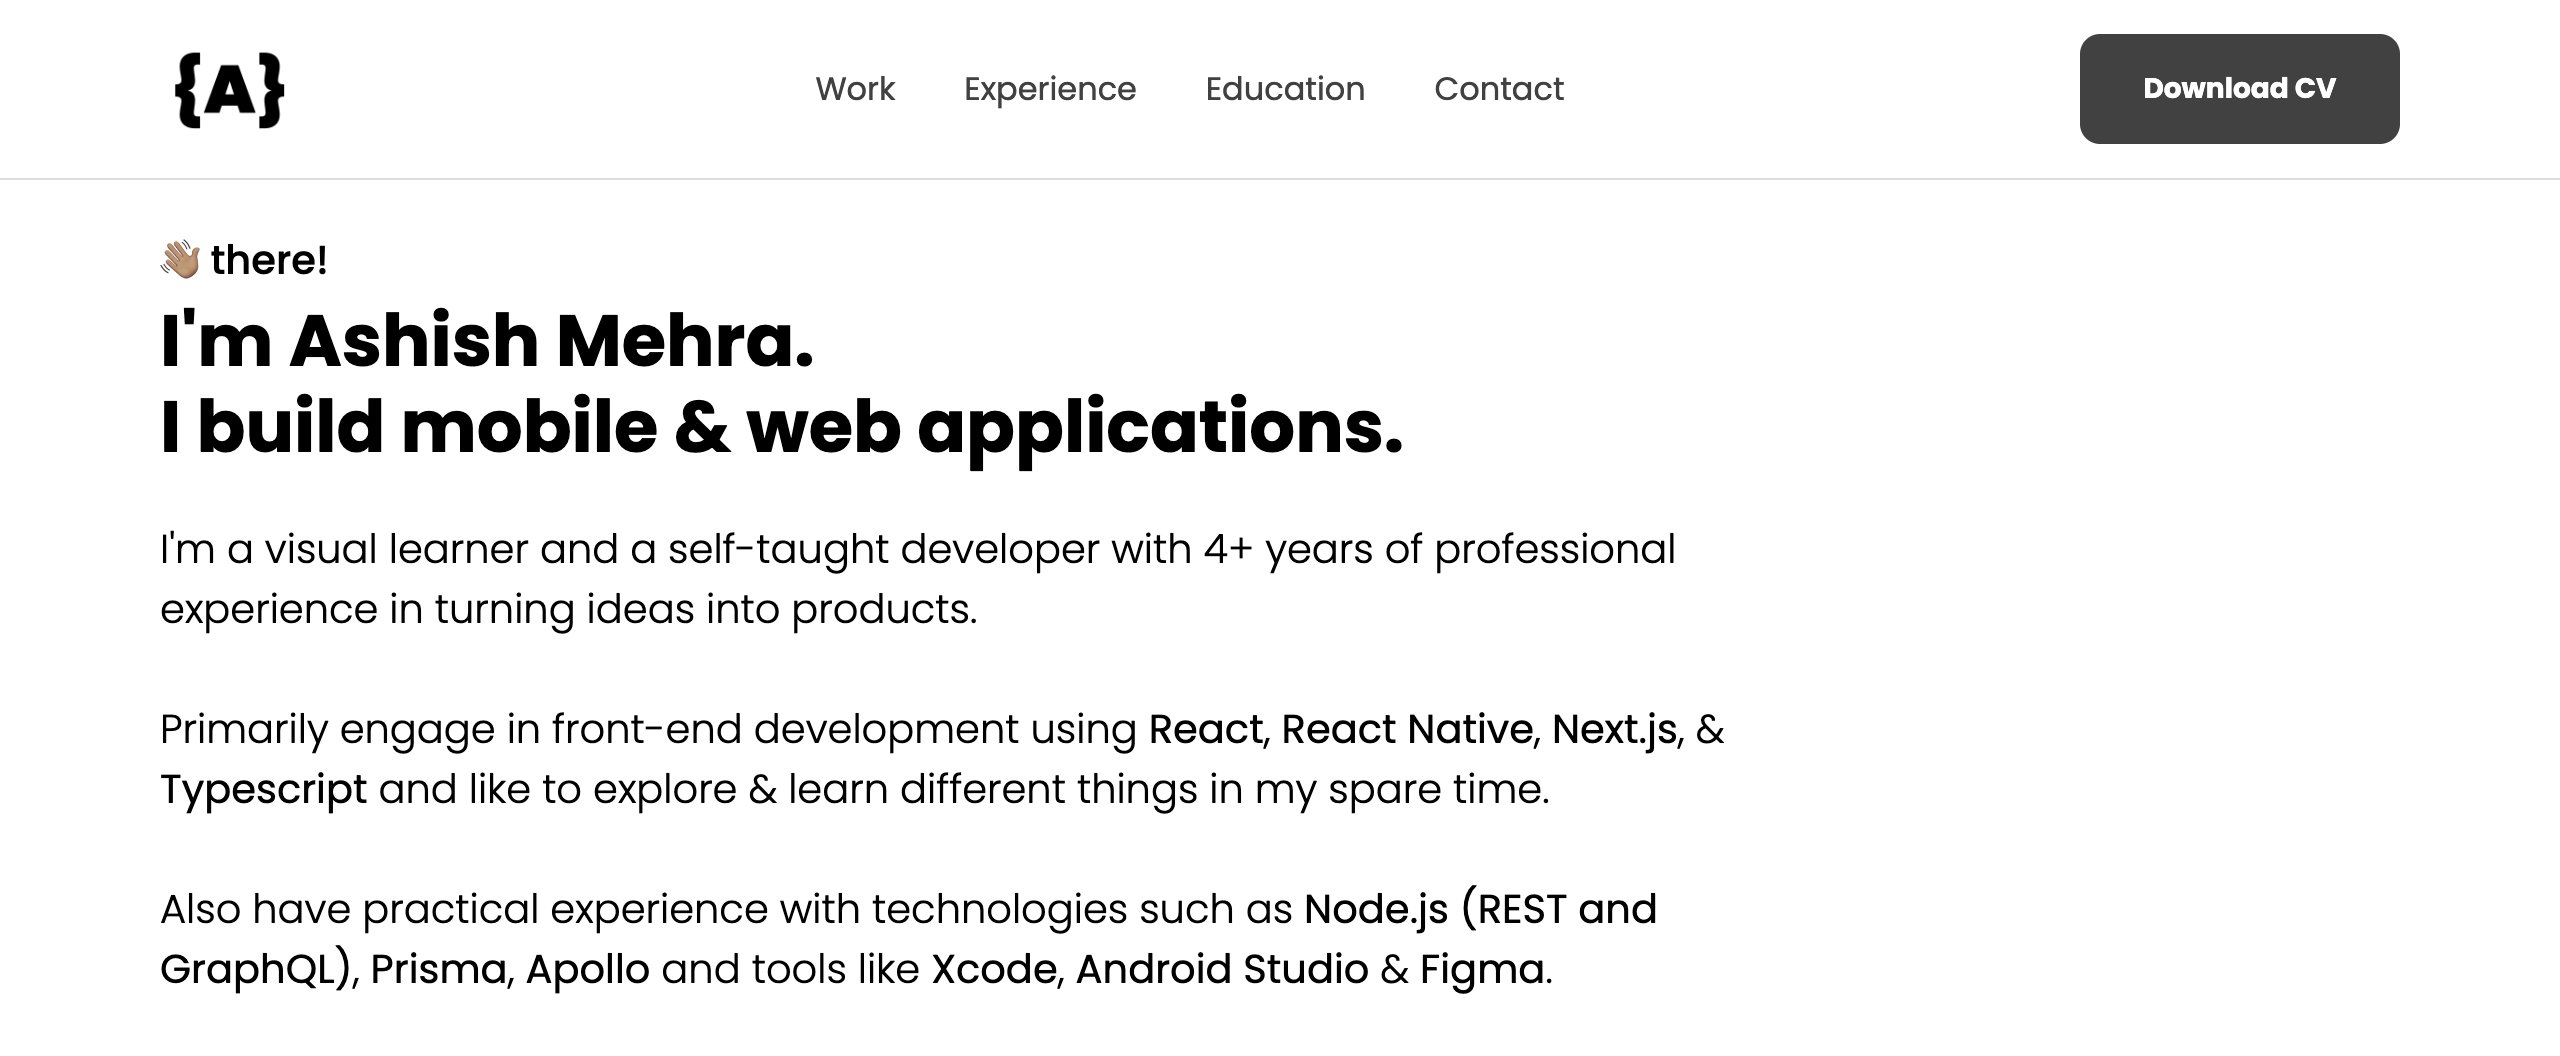 {A}
Work Experience Education Contact
Download CV
👋🏽 there!
I'm Ashish Mehra.
I build mobile & web applications.
I'm a visual learner and a self-taught developer with 4+ years of professional
experience in turning ideas into products.
Primarily engage in front-end development using React, React Native, Next.js, &
Typescript and like to explore & learn different things in my spare time.
Also have practical experience with technologies such as Node.js (REST and
GraphQL), Prisma, Apollo and tools like Xcode, Android Studio & Figma.